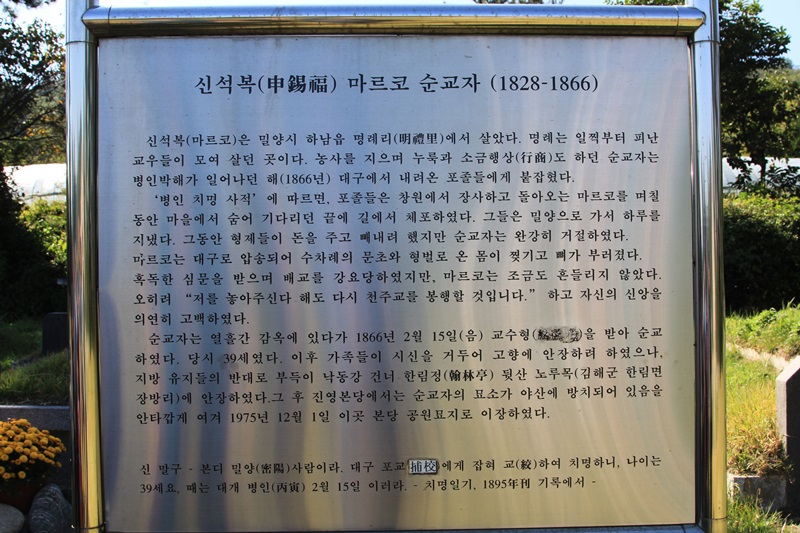 신석복(申錫福) 마르코 순교자 (1828-1866)
신석복(마르코)은 밀양시 하남읍 명례리(明禮里)에서 살았다. 명례는 일찍부터 피난
교우들이 모여 살던 곳이다. 농사를 지으며 누룩과 소금행상(行商)도 하던 순교자는
병인박해가 일어나던 해(1866년) 대구에서 내려온 포졸들에게 붙잡혔다.
'병인 치명 사적'에 따르면, 포졸들은 창원에서 장사하고 돌아오는 마르코를 며칠
동안 마을에서 숨어 기다리던 끝에 길에서 체포하였다. 그들은 밀양으로 가서 하루를
지냈다. 그동안 형제들이 돈을 주고 빼내려 했지만 순교자는 완강히 거절하였다.
마르코는 대구로 압송되어 수차례의 문초와 형벌로 온 몸이 찢기고 뼈가 부러졌다.
혹독한 심문을 받으며 배교를 강요당하였지만, 마르코는 조금도 흔들리지 않았다.
오히려 "저를 놓아주신다 해도 다시 천주교를 봉행할 것입니다." 하고 자신의 신앙을
의연히 고백하였다.
순교자는 열흘간 감옥에 있다가 1866년 2월 15일(음) 교수형( )을 받아 순교
하였다. 당시 39세였다. 이후 가족들이 시신을 거두어 고향에 안장하려 하였으나,
지방 유지들의 반대로 부득이 낙동강 건너 한림정(翰林亭) 뒷산 노루목(김해군 한림면
장방리)에 안장하였다.그 후 진영본당에서는 순교자의 묘소가 야산에 방치되어 있음을
안타깝게 여겨 1975년 12월 1일 이곳 본당 공원묘지로 이장하였다.
신 말구 - 본디 밀양(密陽)사람이라. 대구 포교(捕校)에게 잡혀 교(絞)하여 치명하니, 나이는
39세요, 때는 대개 병인(丙寅) 2월 15일 이러라. - 치명일기, 1895年刊 기록에서 -